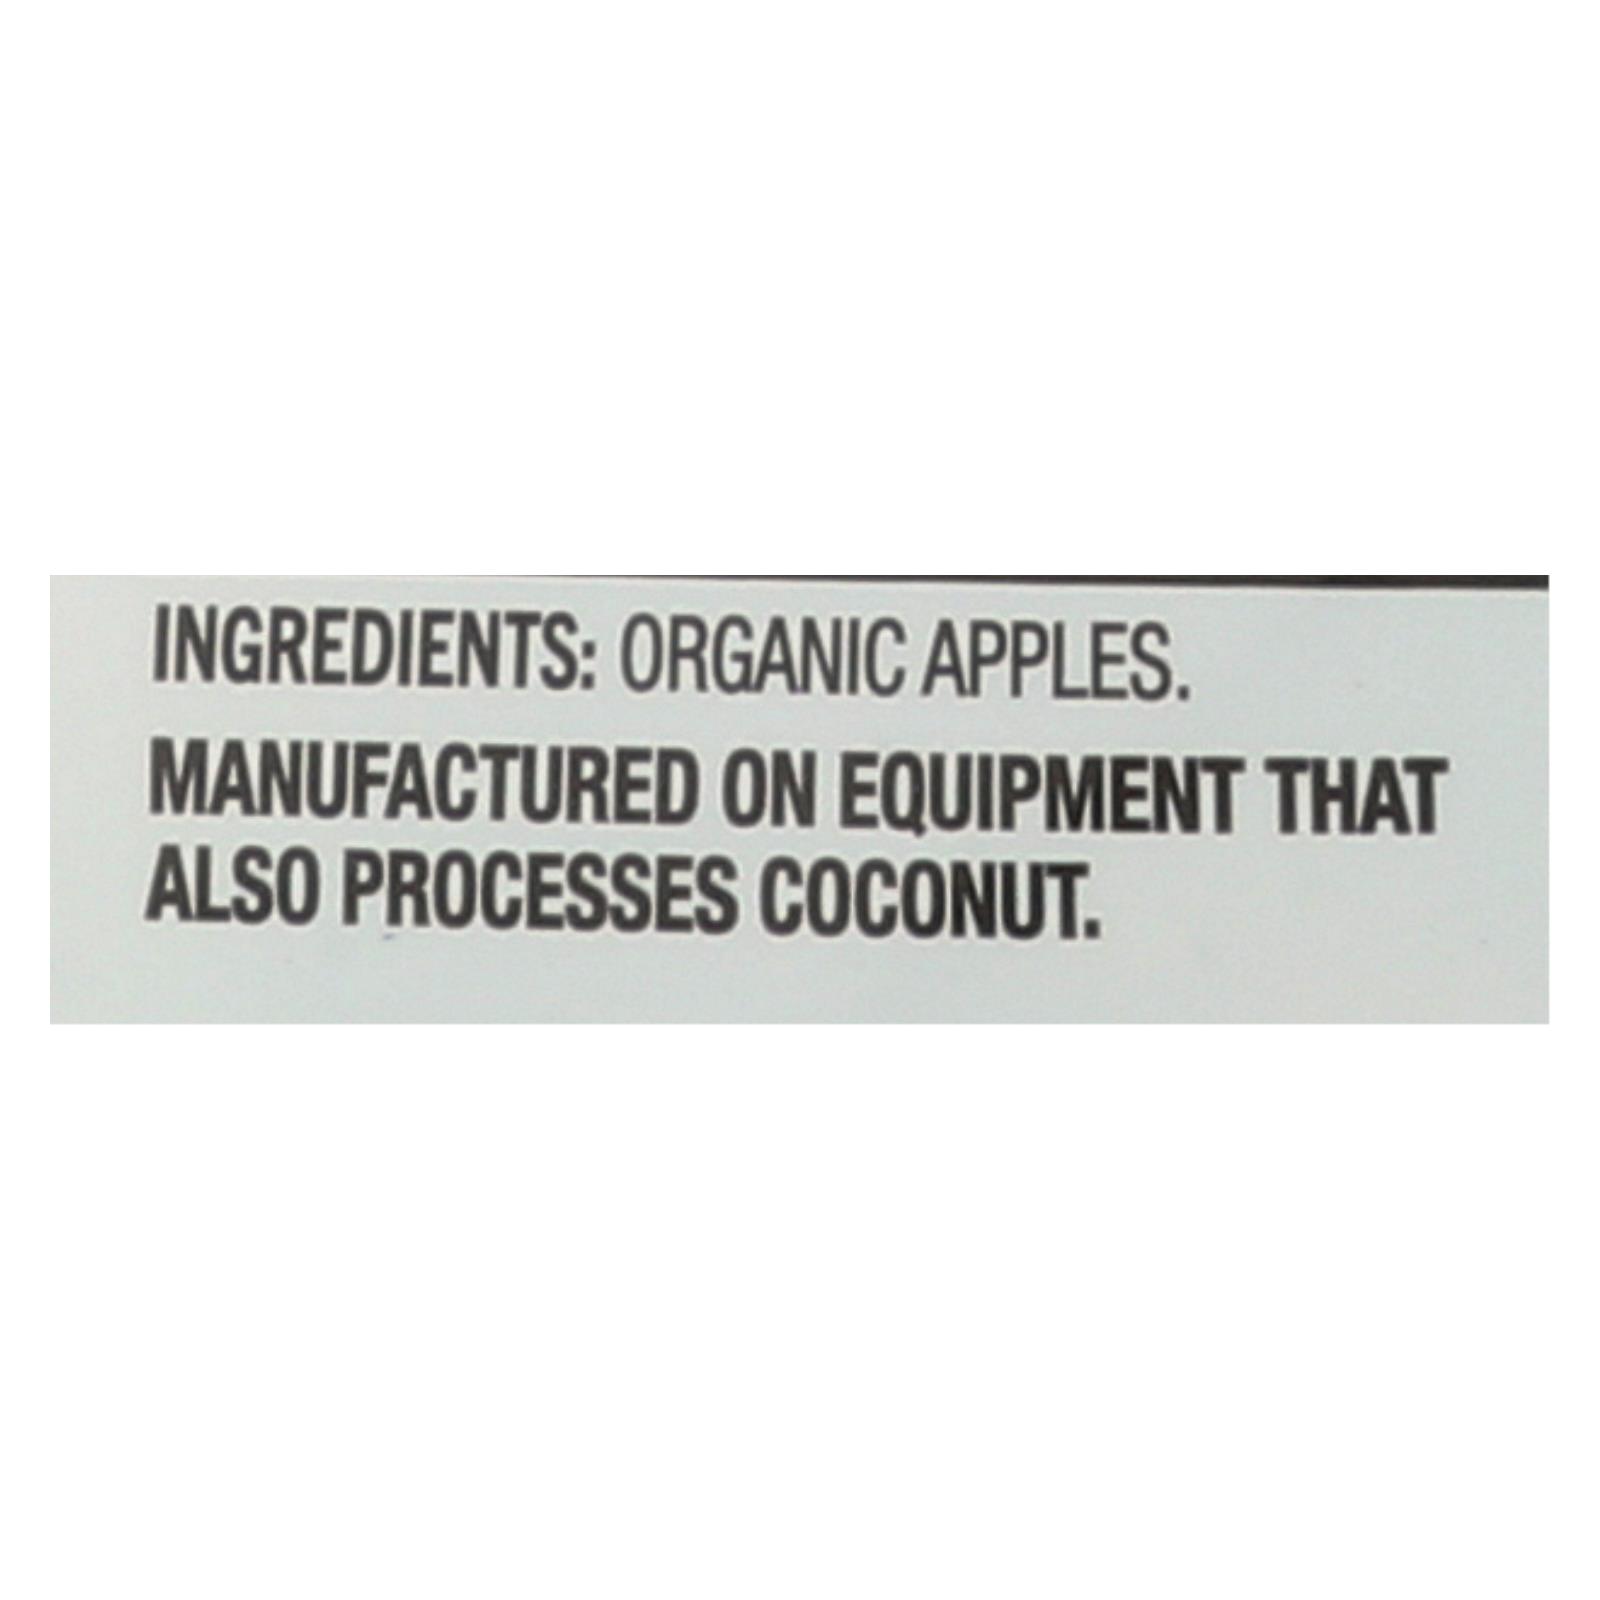 INGREDIENTS: ORGANIC APPLES.
MANUFACTURED ON EQUIPMENT THAT
ALSO PROCESSES COCONUT.